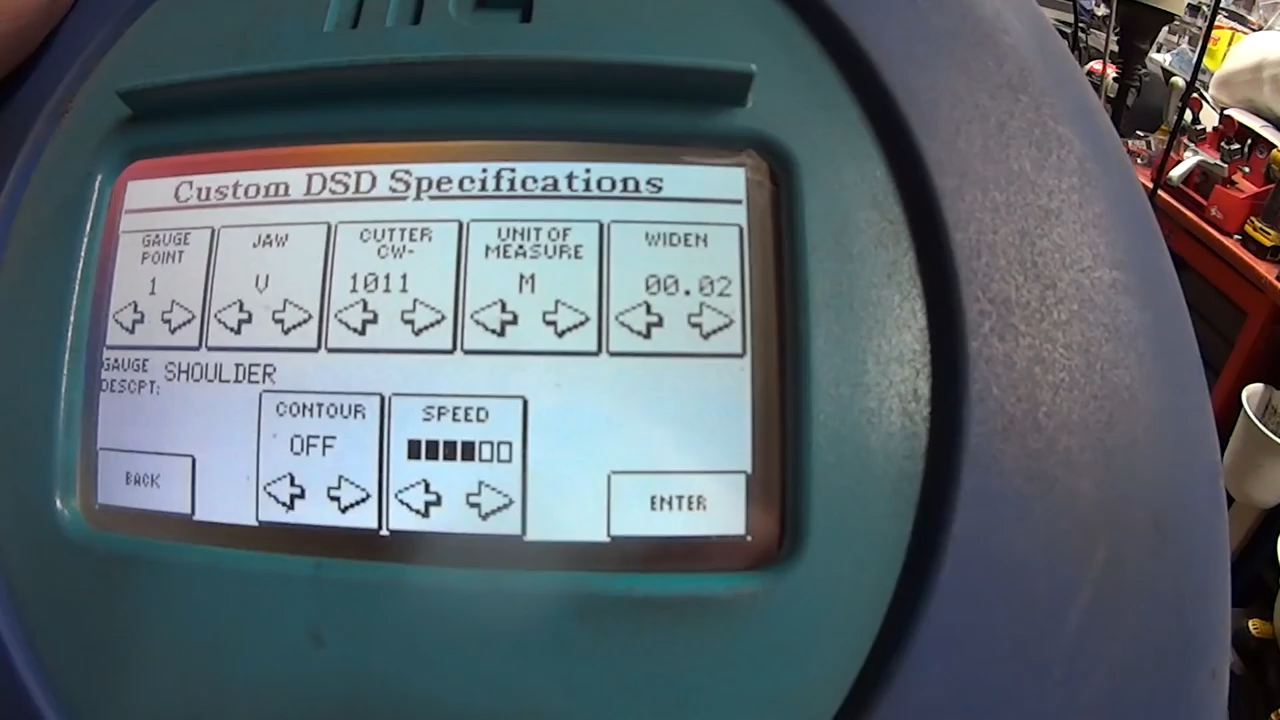 Custom DSD Specifications
GAUGE POINT
1
JAW
V
CUTTER CW-
1011
UNIT OF MEASURE
M
WIDEN
00.02
GAUGE DESCPT: SHOULDER
CONTOUR
OFF
SPEED
BACK
ENTER